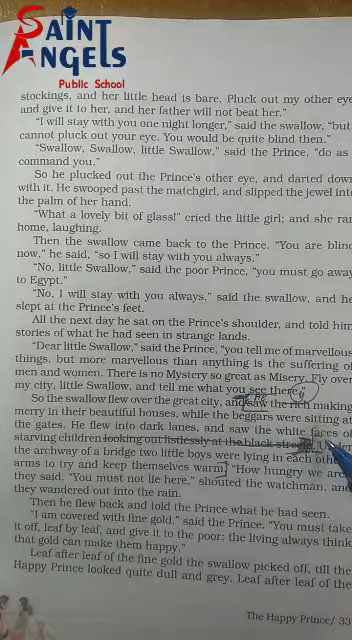 SAINT
ANGELS
Public School
stockings, and her little head is bare. Pluck out my other eye
and give it to her, and her father will not beat her."
"I will stay with you one night longer," said the swallow, "but
cannot pluck out your eye. You would be quite blind then."
"Swallow, Swallow, little Swallow," said the Prince, "do as
command you."
So he plucked out the Prince's other eye, and darted down
with it. He swooped past the matchgirl, and slipped the jewel into
the palm of her hand.
"What a lovely bit of glass!" cried the little girl; and she ran
home, laughing.
Then the swallow came back to the Prince. "You are blind
now," he said, "so I will stay with you always."
"No, little Swallow," said the poor Prince, "you must go away
to Egypt."
"No, I will stay with you always," said the swallow, and he
slept at the Prince's feet.
All the next day he sat on the Prince's shoulder, and told him
stories of what he had seen in strange lands.
"Dear little Swallow," said the Prince, "you tell me of marvellous
things, but more marvellous than anything is the suffering of
men and women. There is no Mystery so great as Misery. Fly over
my city, little Swallow, and tell me what you see there."
So the swallow flew over the great city, and saw the rich making
merry in their beautiful houses, while the beggars were sitting at
the gates. He flew into dark lanes, and saw the white faces of
starving children looking out listlessly at the black
the archway of a bridge two little boys were lying in each other's
arms to try and keep themselves warm. "How hungry we are
they said. "You must not lie here," shouted the watchman, and
they wandered out into the rain.
Then he flew back and told the Prince what he had seen.
"I am covered with fine gold," said the Prince. "You must take
it off, leaf by leaf, and give it to the poor: the living always think
that gold can make them happy."
Leaf after leaf of the fine gold the swallow picked off, till the
Happy Prince looked quite dull and grey. Leaf after leaf of the
The Happy Prince/ 33